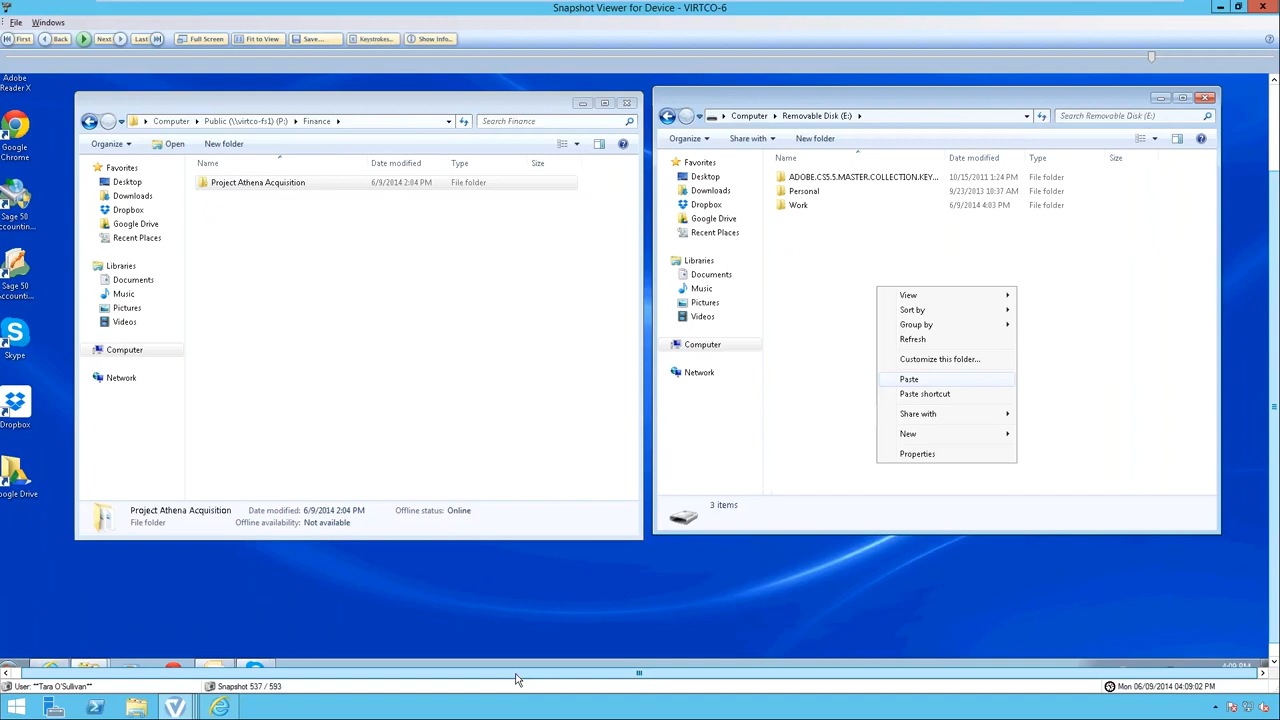 Snapshot Viewer for Device - VIRTCO-6
File Windows
First Back Next Last Full Screen Fit to View Save... Keystrokes... Show Info...
Adobe
Reader X
Google
Chrome
Sage 50
Accountin...
Sage 50
Accounti...
Skype
Dropbox
oogle Drive
Computer Public (\\virtco-fs1) (P:) Finance
Search Finance
Organize Open New folder
Favorites
Desktop
Downloads
Dropbox
Google Drive
Recent Places
Libraries
Documents
Music
Pictures
Videos
Computer
Network
Name Date modified Type Size
Project Athena Acquisition 6/9/2014 2:04 PM File folder
Project Athena Acquisition Date modified: 6/9/2014 2:04 PM Offline status: Online
File folder Offline availability: Not available
Computer Removable Disk (E:)
Search Removable Disk (E:)
Organize Share with New folder
Favorites
Desktop
Downloads
Dropbox
Google Drive
Recent Places
Libraries
Documents
Music
Pictures
Videos
Computer
Network
Name Date modified Type Size
ADOBE.CS5.5.MASTER.COLLECTION.KEY... 10/15/2011 1:24 PM File folder
Personal 9/23/2013 10:37 AM File folder
Work 6/9/2014 4:03 PM File folder
View
Sort by
Group by
Refresh
Customize this folder...
Paste
Paste shortcut
Share with
New
Properties
3 items
4:09 PM
User: "Tara O'Sullivan" Snapshot 537 / 593 Mon 06/09/2014 4:09:02 PM